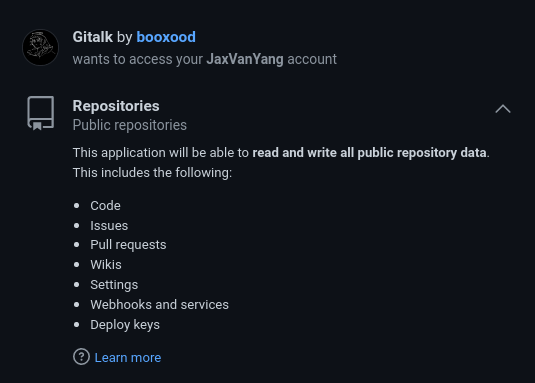 Gitalk by booxood
wants to access your JaxVanYang account
Repositories
Public repositories
This application will be able to read and write all public repository data.
This includes the following:
Code
Issues
Pull requests
Wikis
Settings
Webhooks and services
Deploy keys
Learn more